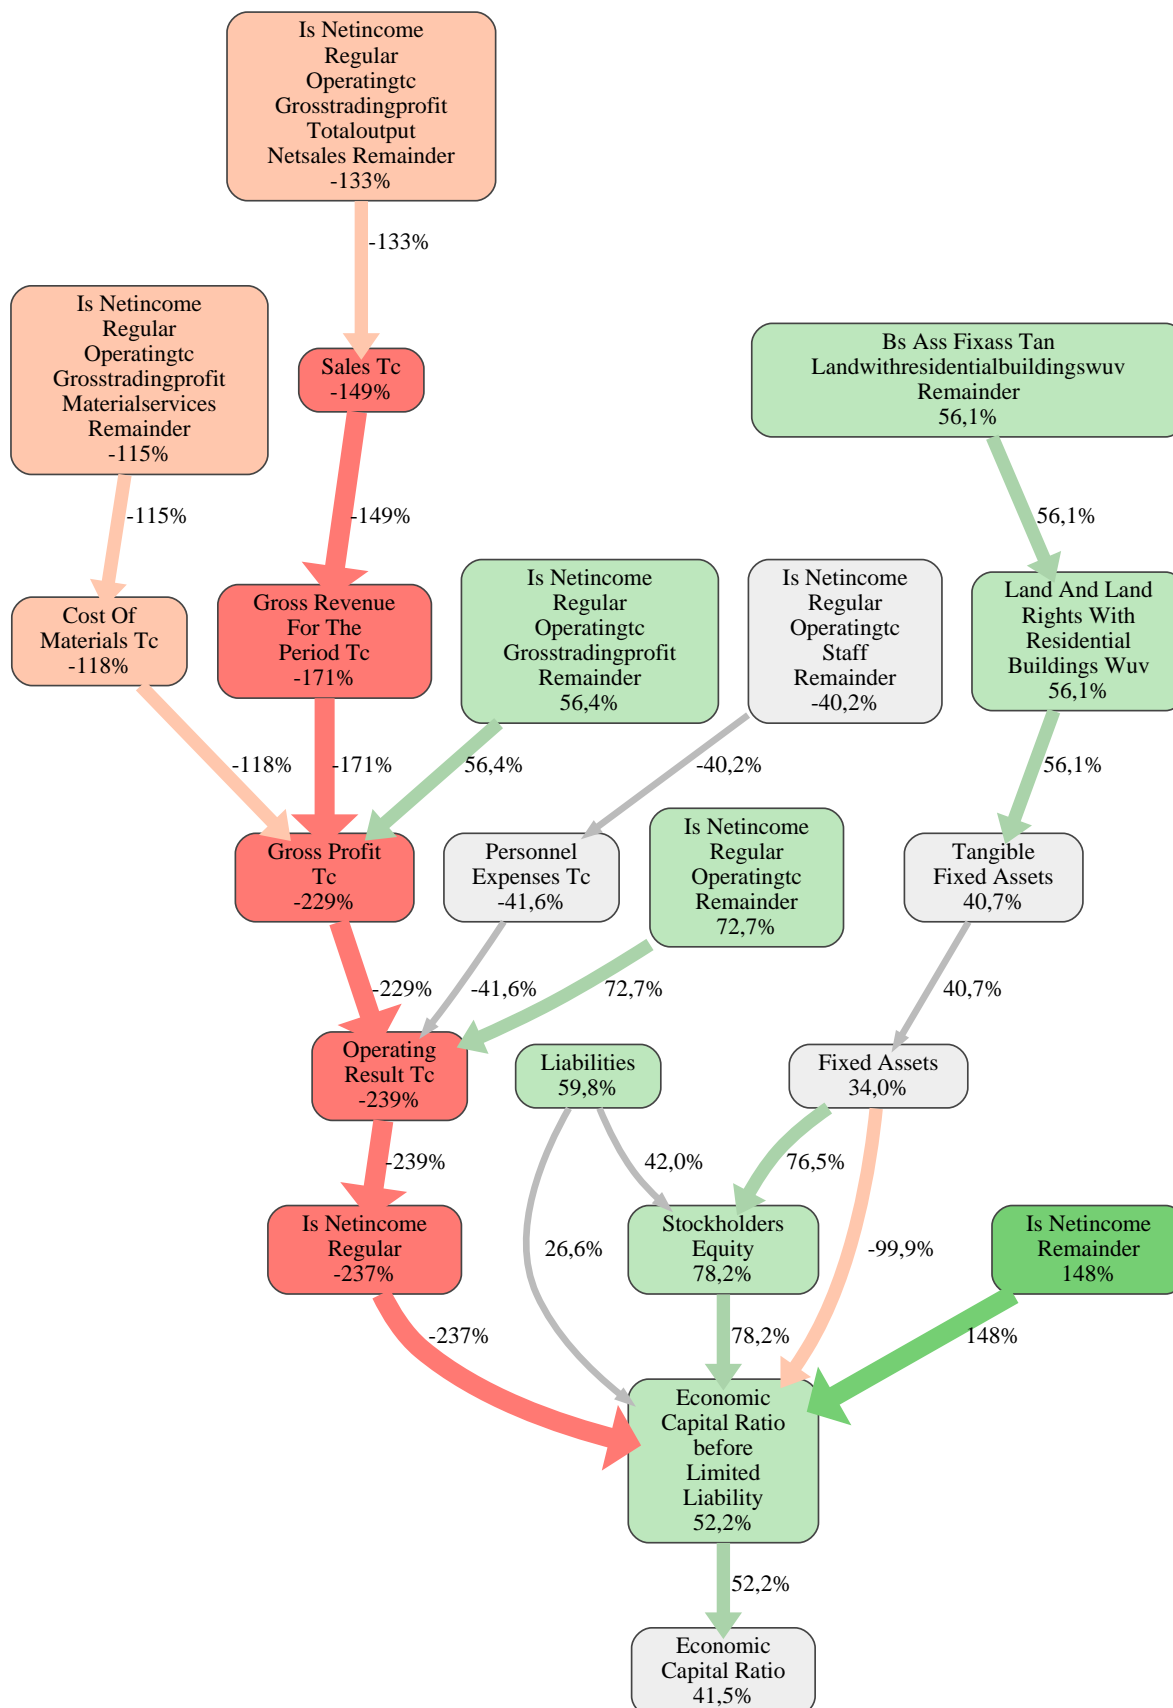 Is Netincome
Regular
Operatingtc
Grosstradingprofit
Totaloutput
Netsales Remainder
-133%
-133%
Is Netincome
Regular
Operatingtc
Grosstradingprofit
Materialservices
Remainder
-115%
Sales Tc
-149%
Bs Ass Fixass Tan
Landwithresidentialbuildingswuv
Remainder
56,1%
-115%
-149%
56,1%
Cost Of
Materials Tc
-118%
Gross Revenue
For The
Period Tc
-171%
Is Netincome
Regular
Operatingtc
Grosstradingprofit
Remainder
56,4%
Is Netincome
Regular
Operatingtc
Staff
Remainder
-40,2%
Land And Land
Rights With
Residential
Buildings Wuv
56,1%
-118%
-171%
56,4%
-40,2%
56,1%
Gross Profit
Tc
-229%
Personnel
Expenses Tc
-41,6%
Is Netincome
Regular
Operatingtc
Remainder
72,7%
Tangible
Fixed Assets
40,7%
-229%
-41,6%
72,7%
40,7%
Operating
Result Tc
-239%
Liabilities
59,8%
Fixed Assets
34,0%
-239%
42,0%
76,5%
Is Netincome
Regular
-237%
26,6%
Stockholders
Equity
78,2%
-99,9%
Is Netincome
Remainder
148%
-237%
78,2%
148%
Economic
Capital Ratio
before
Limited
Liability
52,2%
52,2%
Economic
Capital Ratio
41,5%